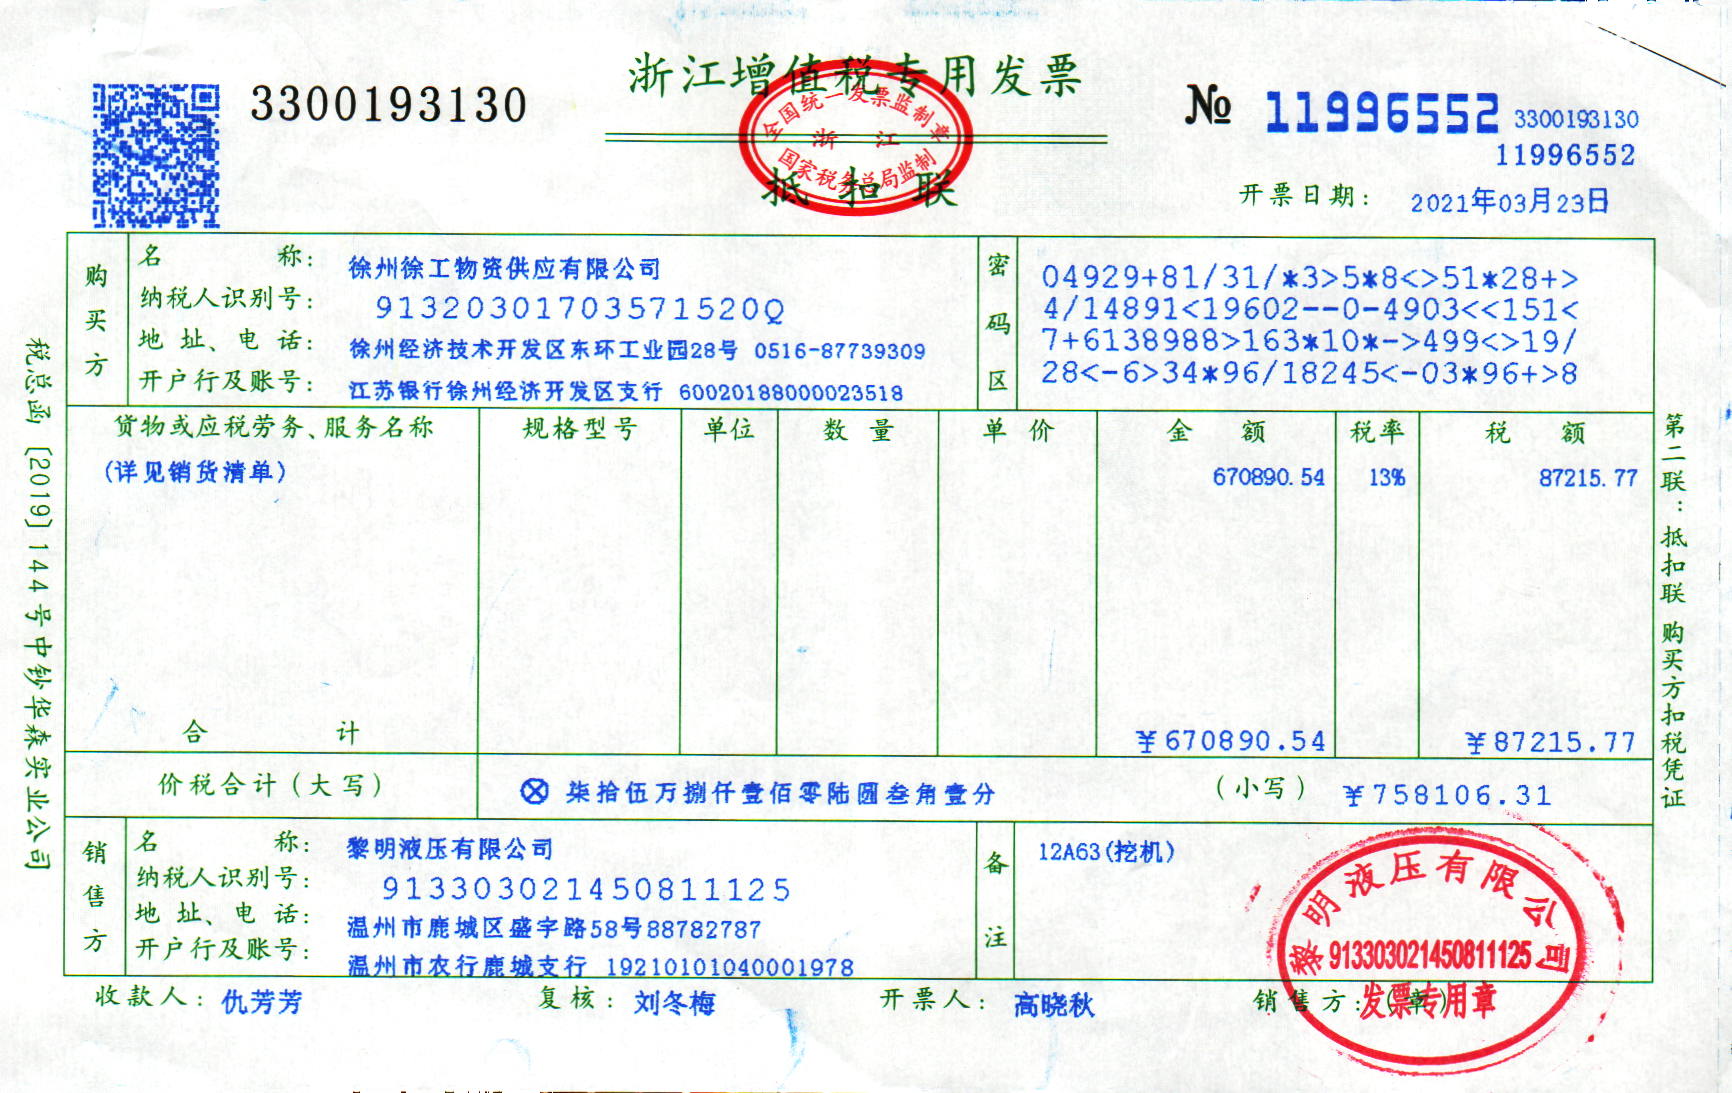 浙江增值税专用发票
3300193130
№ 11996552 3300193130
11996552
全国统一发票监制章
浙 江
国家税务总局监制
抵扣联
开票日期: 2021年03月23日
购买方
名 称: 徐州徐工物资供应有限公司
纳税人识别号: 91320301703571520Q
地址、电话: 徐州经济技术开发区东环工业园28号 0516-87739309
开户行及账号: 江苏银行徐州经济开发区支行 60020188000023518
密码区
04929+81/31/*3>5*8<>51*28+>
4/14891<19602--0-4903<<151<
7+6138988>163*10*->499<>19/
28<-6>34*96/18245<-03*96+>8
货物或应税劳务、服务名称 规格型号 单位 数量 单价 金额 税率 税额
(详见销货清单) 670890.54 13% 87215.77
合 计 ¥670890.54 ¥87215.77
价税合计(大写) ⊗ 柒拾伍万捌仟壹佰零陆圆叁角壹分 (小写) ¥758106.31
销售方
名 称: 黎明液压有限公司
纳税人识别号: 913303021450811125
地址、电话: 温州市鹿城区盛宇路58号88782787
开户行及账号: 温州市农行鹿城支行 19210101040001978
备注
12A63(挖机)
收款人: 仇芳芳 复核: 刘冬梅 开票人: 高晓秋 销售方:(章)
黎明液压有限公司
913303021450811125
发票专用章
税总函[2019]144号中钞华森实业公司
第二联:抵扣联 购买方扣税凭证